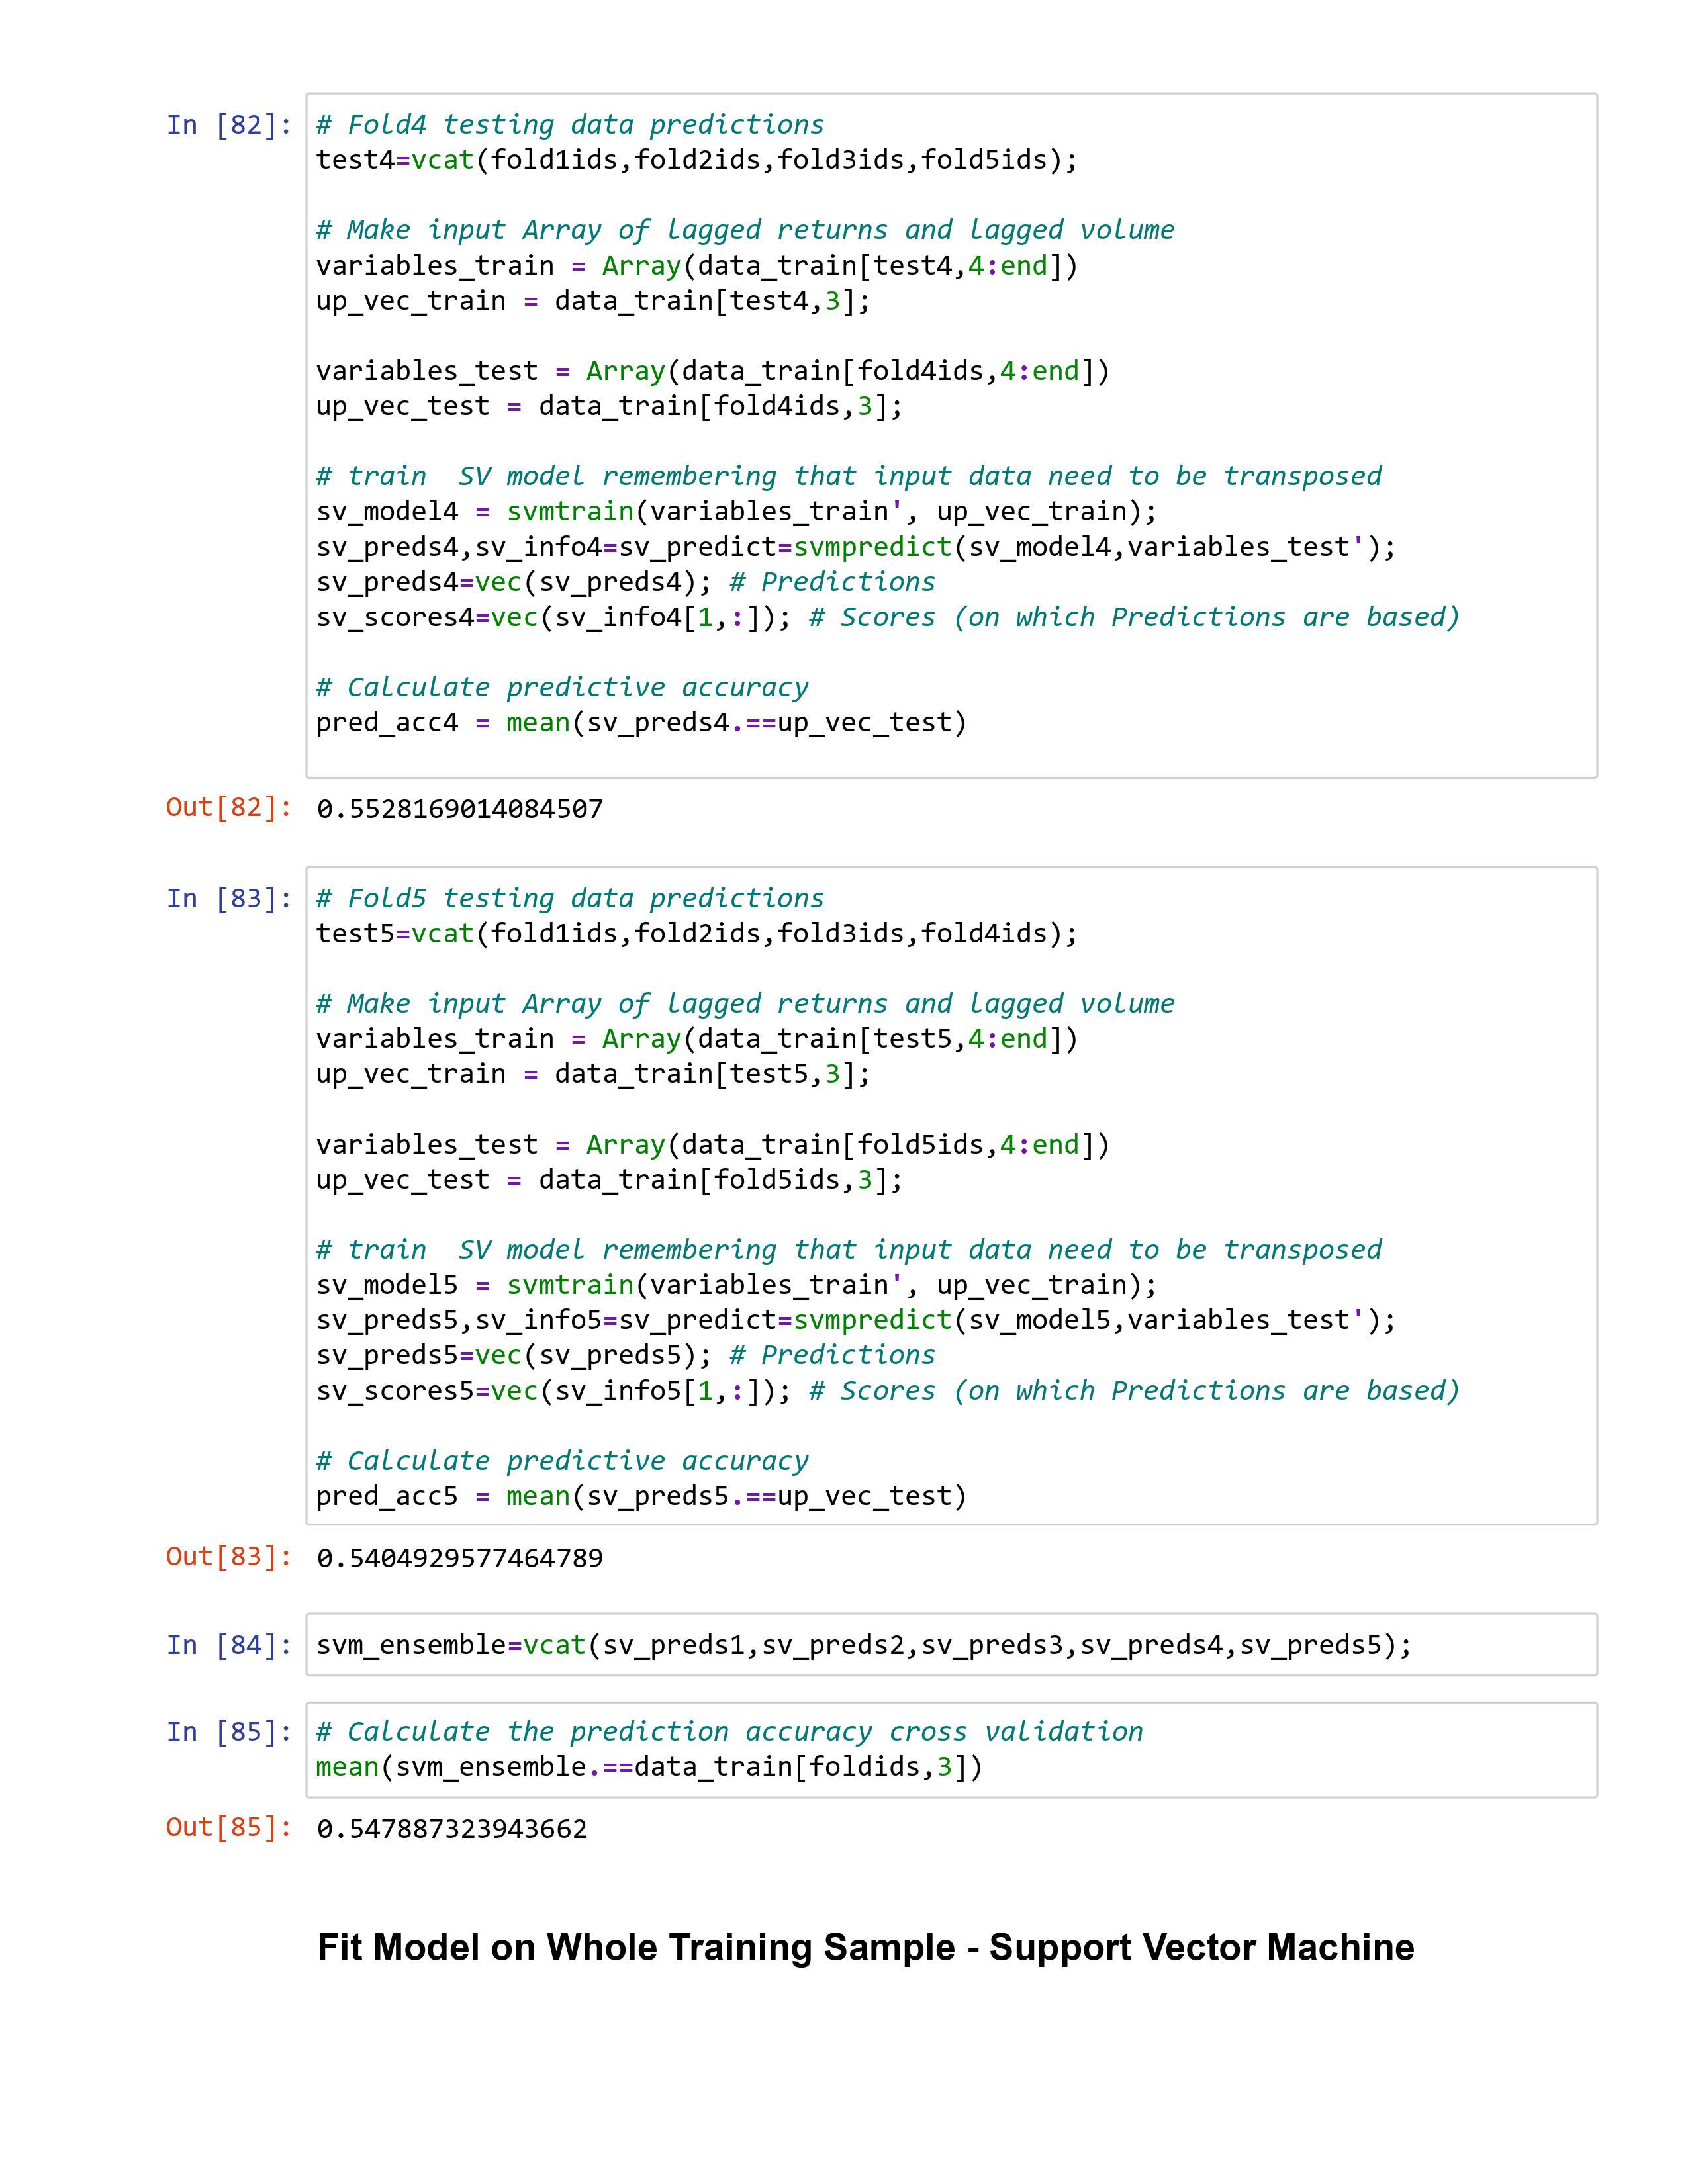 In [82]: # Fold4 testing data predictions
test4=vcat(fold1ids,fold2ids,fold3ids,fold5ids);
# Make input Array of lagged returns and lagged volume
variables_train = Array(data_train[test4,4:end])
up_vec_train = data_train[test4,3];
variables_test = Array(data_train[fold4ids,4:end])
up_vec_test = data_train[fold4ids,3];
# train  SV model remembering that input data need to be transposed
sv_model4 = svmtrain(variables_train', up_vec_train);
sv_preds4,sv_info4=sv_predict=svmpredict(sv_model4,variables_test');
sv_preds4=vec(sv_preds4); # Predictions
sv_scores4=vec(sv_info4[1,:]); # Scores (on which Predictions are based)
# Calculate predictive accuracy
pred_acc4 = mean(sv_preds4.==up_vec_test)
Out[82]: 0.5528169014084507
In [83]: # Fold5 testing data predictions
test5=vcat(fold1ids,fold2ids,fold3ids,fold4ids);
# Make input Array of lagged returns and lagged volume
variables_train = Array(data_train[test5,4:end])
up_vec_train = data_train[test5,3];
variables_test = Array(data_train[fold5ids,4:end])
up_vec_test = data_train[fold5ids,3];
# train  SV model remembering that input data need to be transposed
sv_model5 = svmtrain(variables_train', up_vec_train);
sv_preds5,sv_info5=sv_predict=svmpredict(sv_model5,variables_test');
sv_preds5=vec(sv_preds5); # Predictions
sv_scores5=vec(sv_info5[1,:]); # Scores (on which Predictions are based)
# Calculate predictive accuracy
pred_acc5 = mean(sv_preds5.==up_vec_test)
Out[83]: 0.5404929577464789
In [84]: svm_ensemble=vcat(sv_preds1,sv_preds2,sv_preds3,sv_preds4,sv_preds5);
In [85]: # Calculate the prediction accuracy cross validation
mean(svm_ensemble.==data_train[foldids,3])
Out[85]: 0.547887323943662
Fit Model on Whole Training Sample - Support Vector Machine